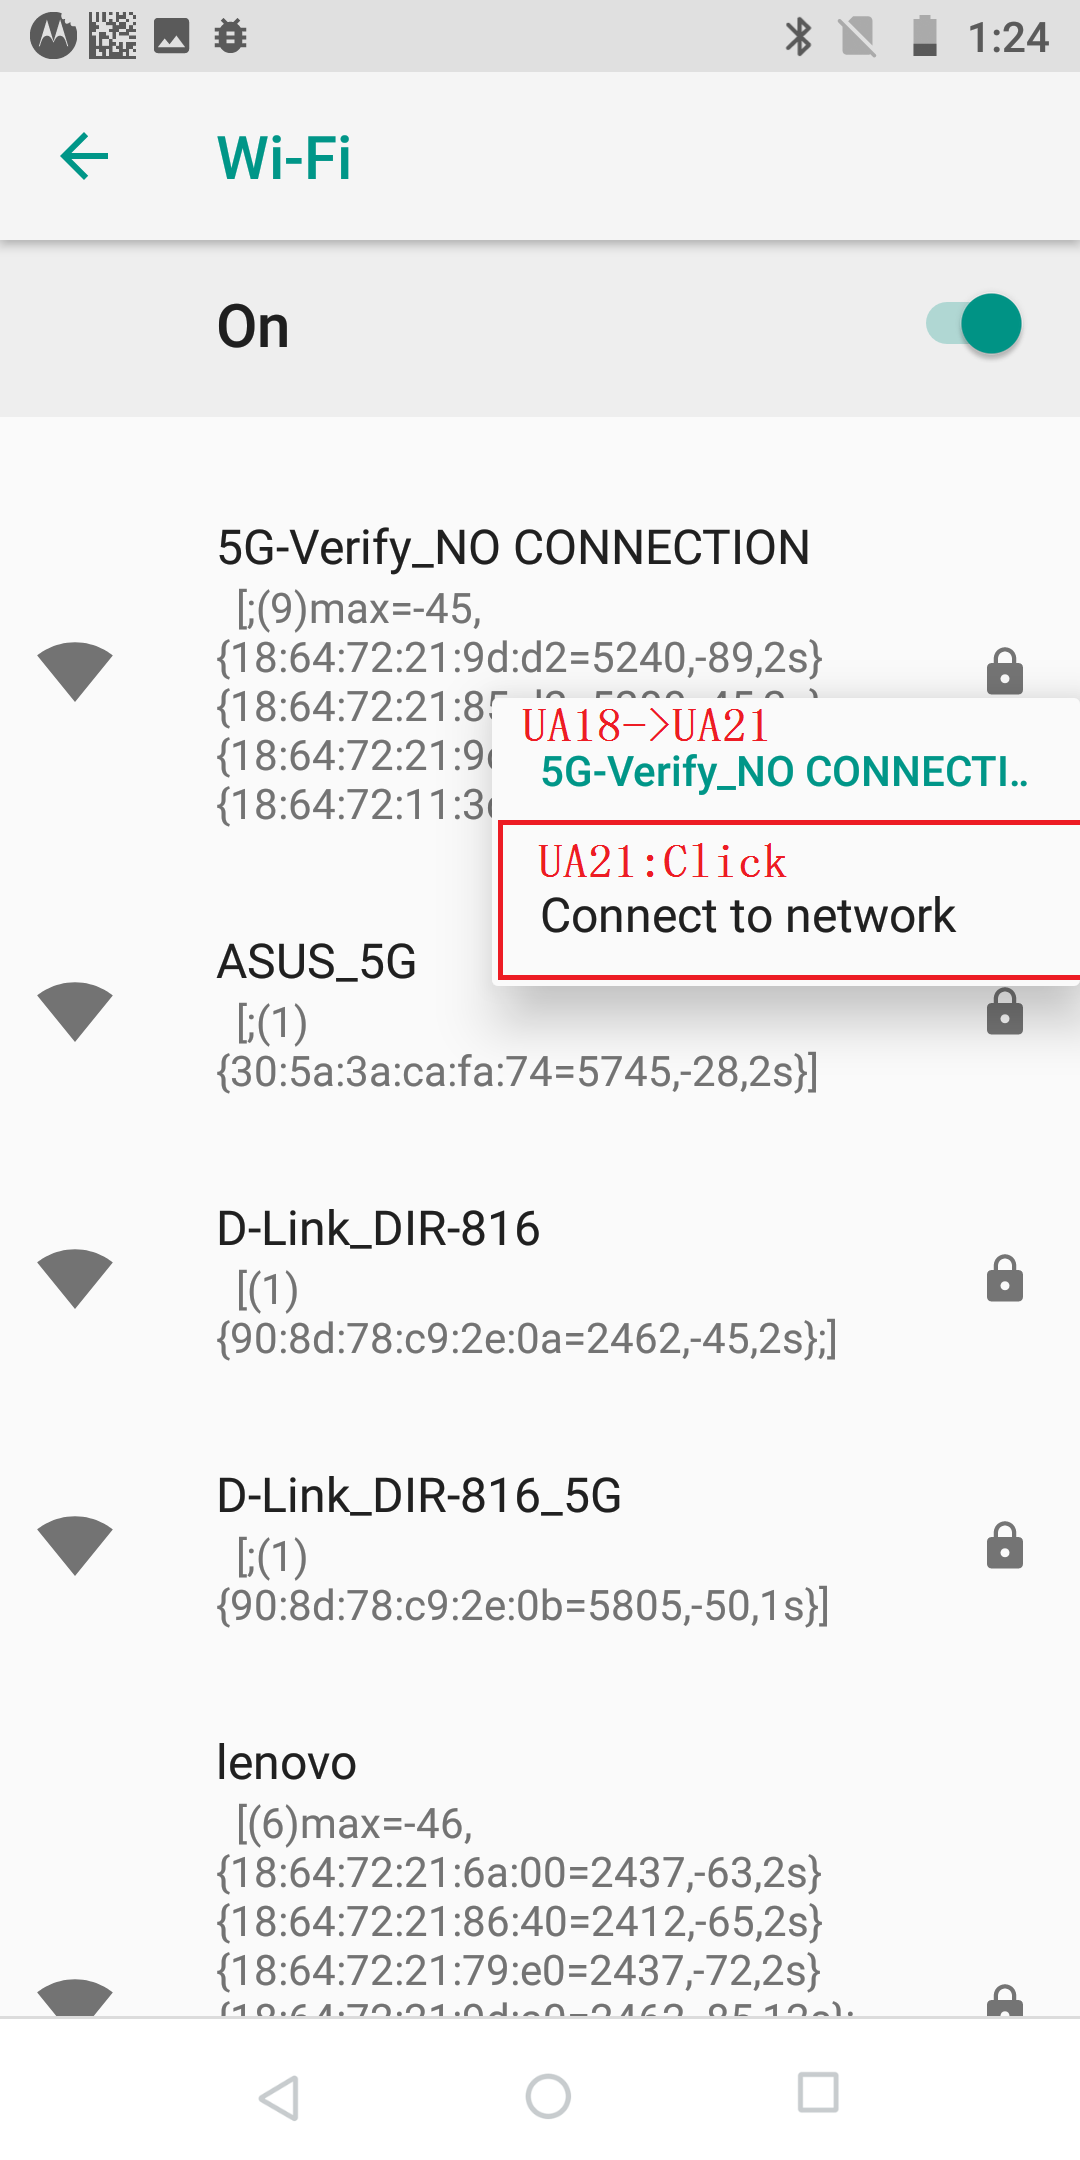 1:24
Wi-Fi
On
5G-Verify_NO CONNECTION
[;(9)max=-45,
{18:64:72:21:9d:d2=5240,-89,2s}
{18:64:72:21:85
{18:64:72:21:9
{18:64:72:11:3
UA18->UA21
5G-Verify_NO CONNECTI..
UA21:Click
Connect to network
ASUS_5G
[;(1)
{30:5a:3a:ca:fa:74=5745,-28,2s}]
D-Link_DIR-816
[(1)
{90:8d:78:c9:2e:0a=2462,-45,2s};]
D-Link_DIR-816_5G
[;(1)
{90:8d:78:c9:2e:0b=5805,-50,1s}]
lenovo
[(6)max=-46,
{18:64:72:21:6a:00=2437,-63,2s}
{18:64:72:21:86:40=2412,-65,2s}
{18:64:72:21:79:e0=2437,-72,2s}